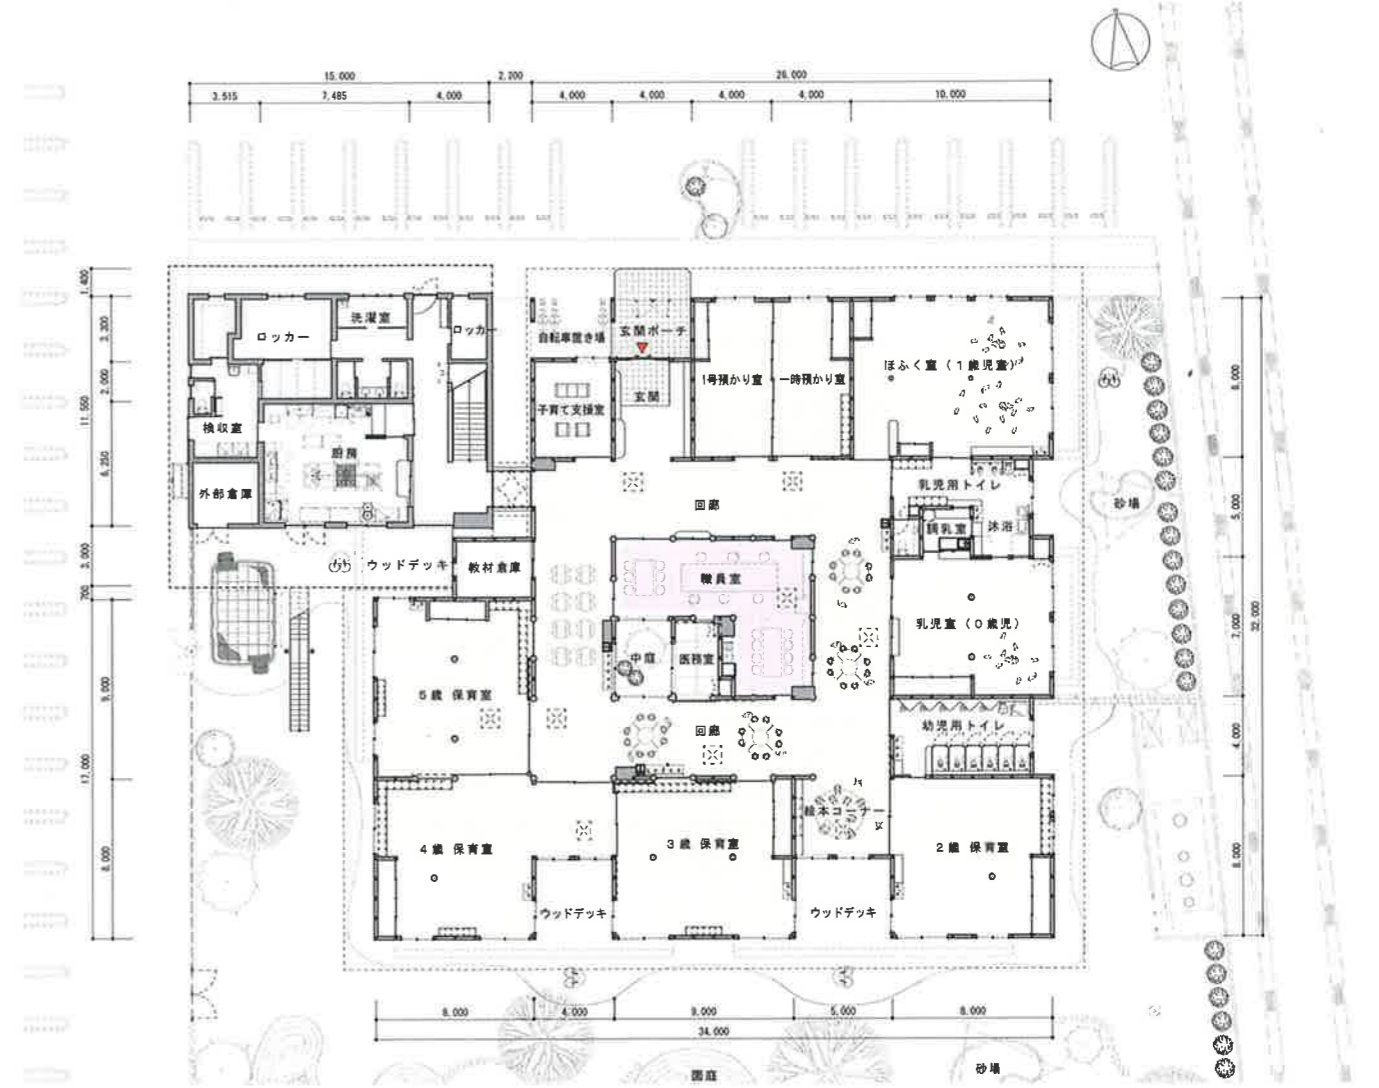 15,000
2,200
26,000
3,515
7,485
4,000
4,000
4,000
4,000
4,000
10,000
1,400
3,300
2,000
11,550
6,250
3,000
700
9,000
17,000
8,000
ロッカー
洗濯室
ロッカー
自転車置き場
玄関ポーチ
玄関
子育て支援室
1号預かり室
一時預かり室
ほふく室(1歳児室)
検収室
厨房
外部倉庫
回廊
乳児用トイレ
調乳室
沐浴
砂場
ウッドデッキ
教材倉庫
職員室
中庭
医務室
乳児室(0歳児)
5歳 保育室
回廊
幼児用トイレ
4歳 保育室
3歳 保育室
絵本コーナー
2歳 保育室
ウッドデッキ
ウッドデッキ
5,000
7,000
32,000
4,000
8,000
8,000
4,000
9,000
5,000
8,000
34,000
園庭
砂場